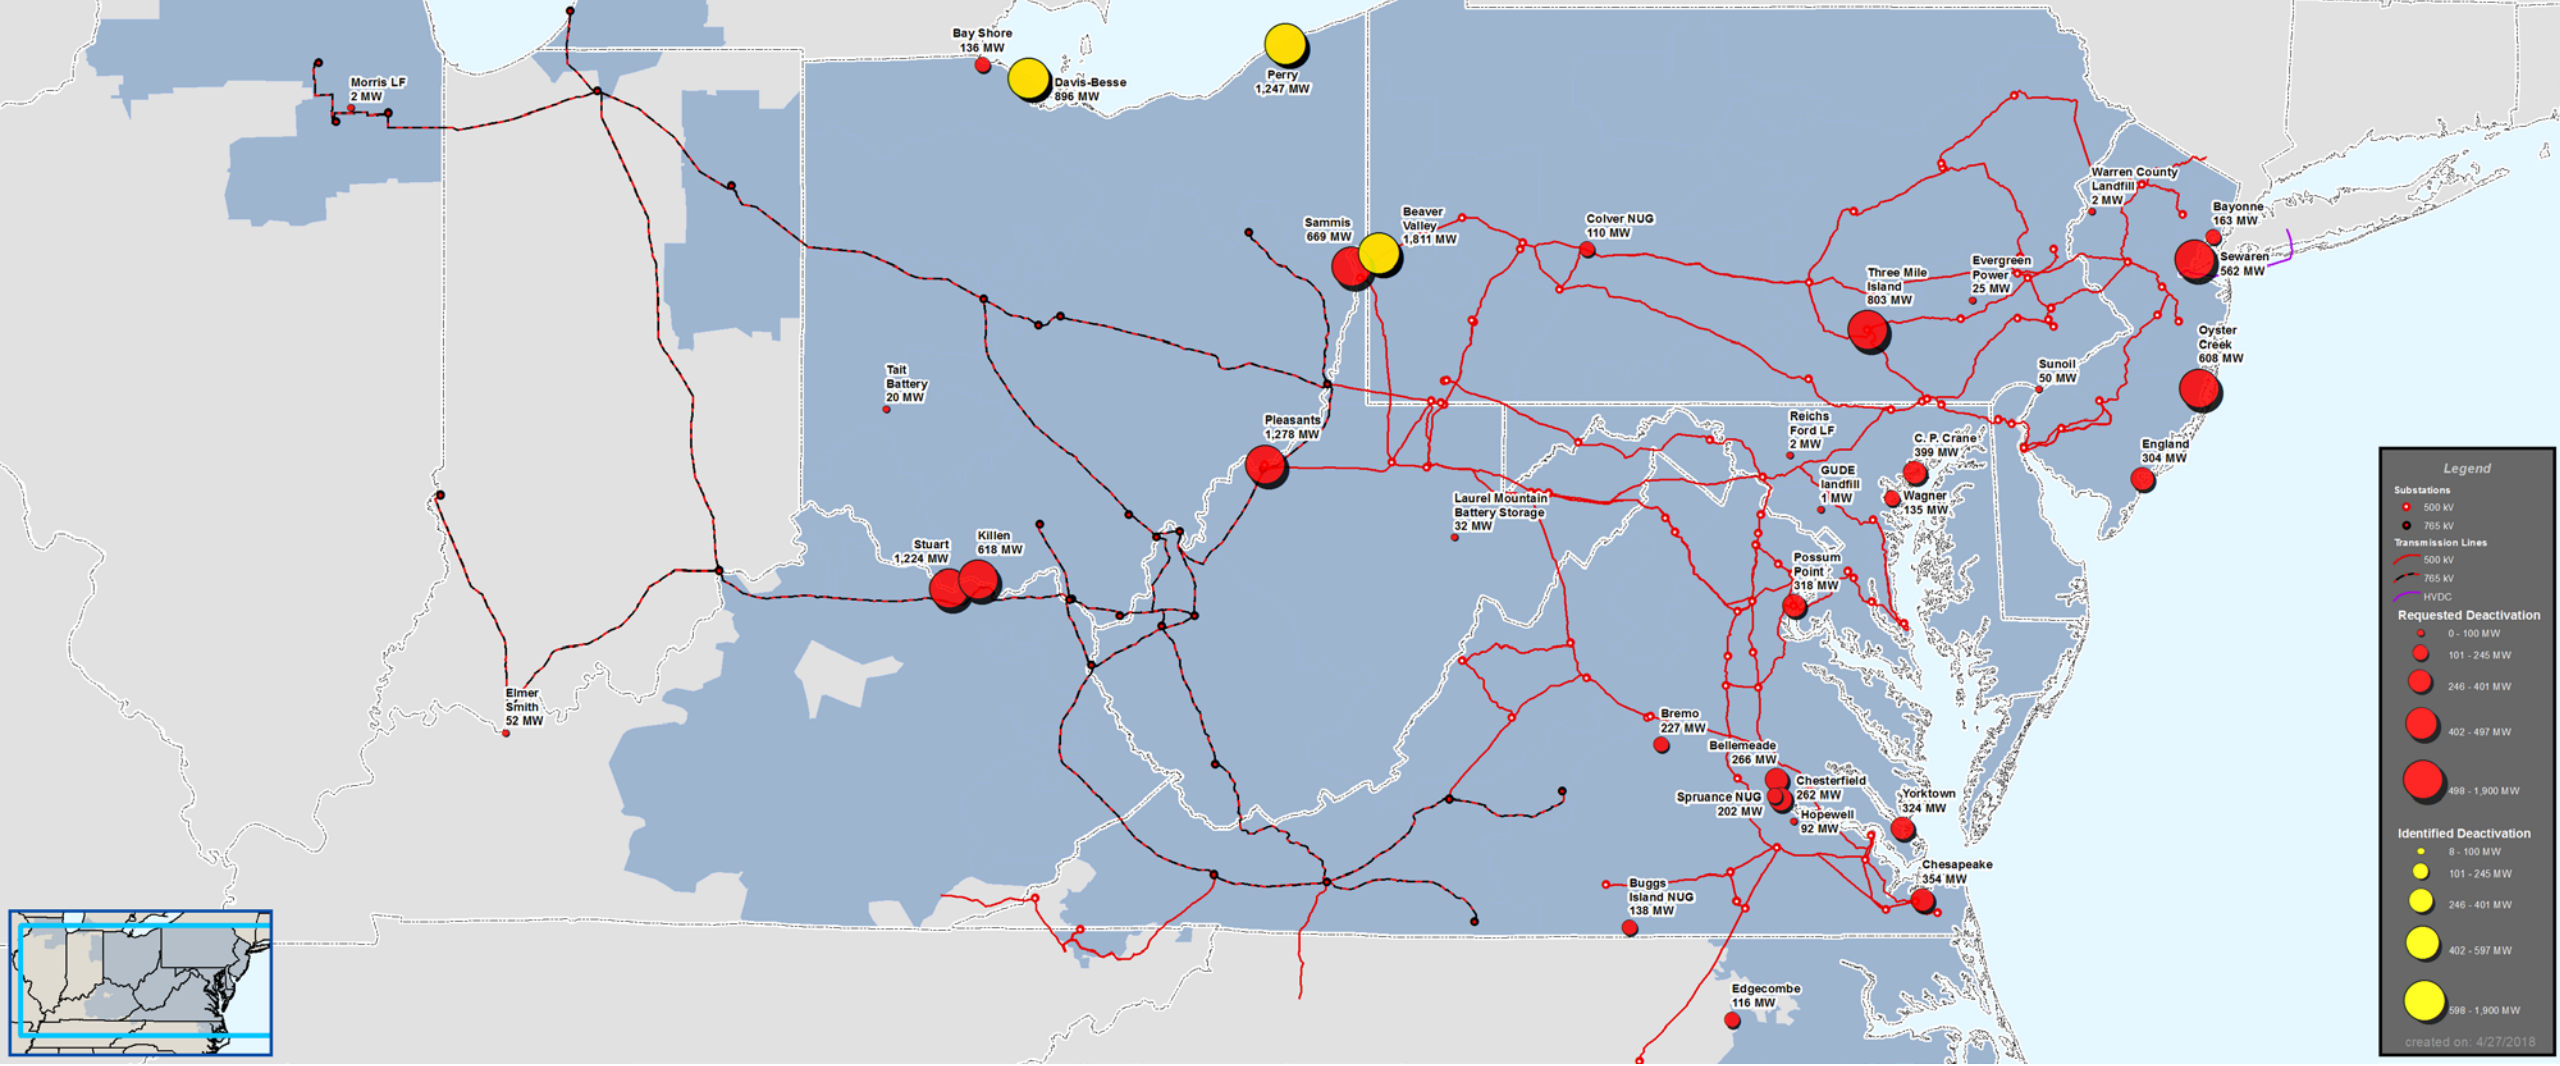 Bay Shore
136 MW
Davis-Besse
896 MW
Perry
1,247 MW
Morris LF
2 MW
Warren County
Landfill
2 MW
Bayonne
163 MW
Sewaren
562 MW
Sammis
669 MW
Beaver
Valley
1,811 MW
Colver NUG
110 MW
Three Mile
Island
803 MW
Evergreen
Power
25 MW
Oyster
Creek
608 MW
Sunoil
50 MW
Tait
Battery
20 MW
Pleasants
1,278 MW
Reichs
Ford LF
2 MW
C. P. Crane
399 MW
England
304 MW
GUDE
landfill
1 MW
Wagner
135 MW
Laurel Mountain
Battery Storage
32 MW
Stuart
1,224 MW
Killen
618 MW
Possum
Point
318 MW
Elmer
Smith
52 MW
Bremo
227 MW
Bellemeade
266 MW
Chesterfield
262 MW
Spruance NUG
202 MW
Hopewell
92 MW
Yorktown
324 MW
Chesapeake
354 MW
Buggs
Island NUG
138 MW
Edgecombe
116 MW
Legend
Substations
500 kV
765 kV
Transmission Lines
500 kV
765 kV
HVDC
Requested Deactivation
0 - 100 MW
101 - 245 MW
246 - 401 MW
402 - 497 MW
498 - 1,900 MW
Identified Deactivation
8 - 100 MW
101 - 245 MW
246 - 401 MW
402 - 597 MW
598 - 1,900 MW
created on: 4/27/2018